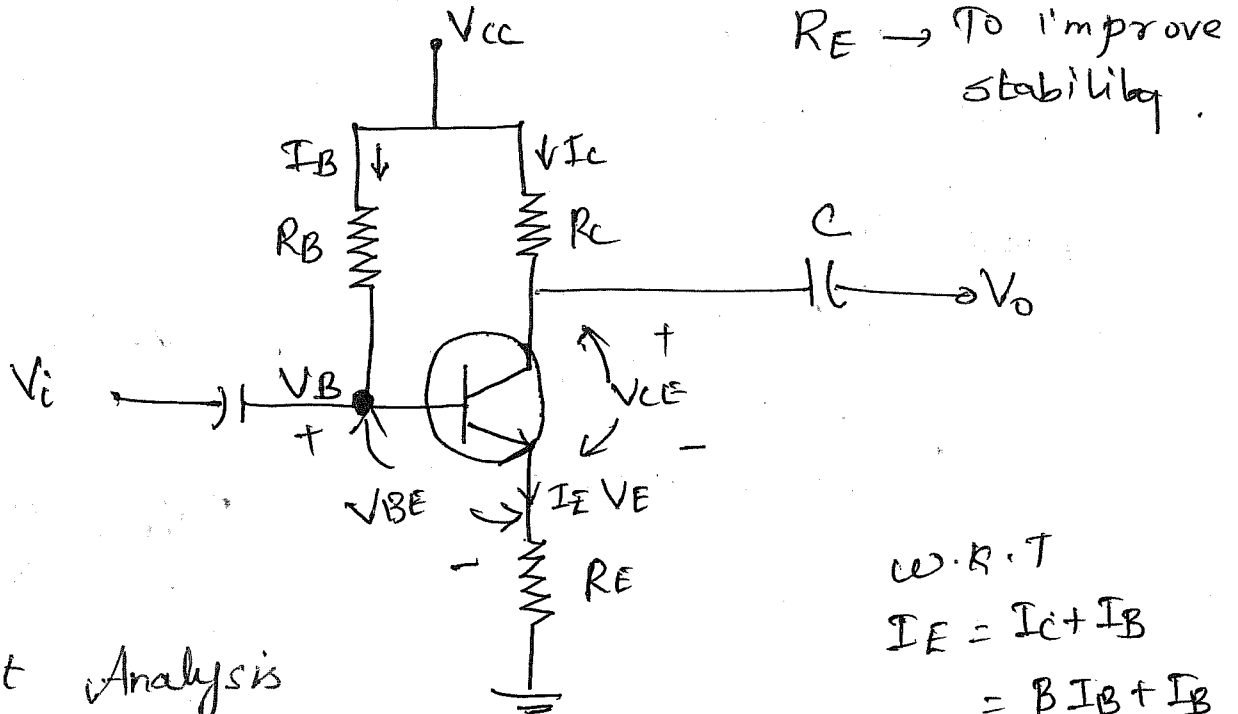 VCC
RE → To improve
stabiliby.
IB ↓
↓ IC
RB
RC
C
Vo
Vi
VB
+
+
VCE
-
VBE
IE VE
-
RE
w.k.T
IE = IC + IB
= B IB + IB
t Analysis